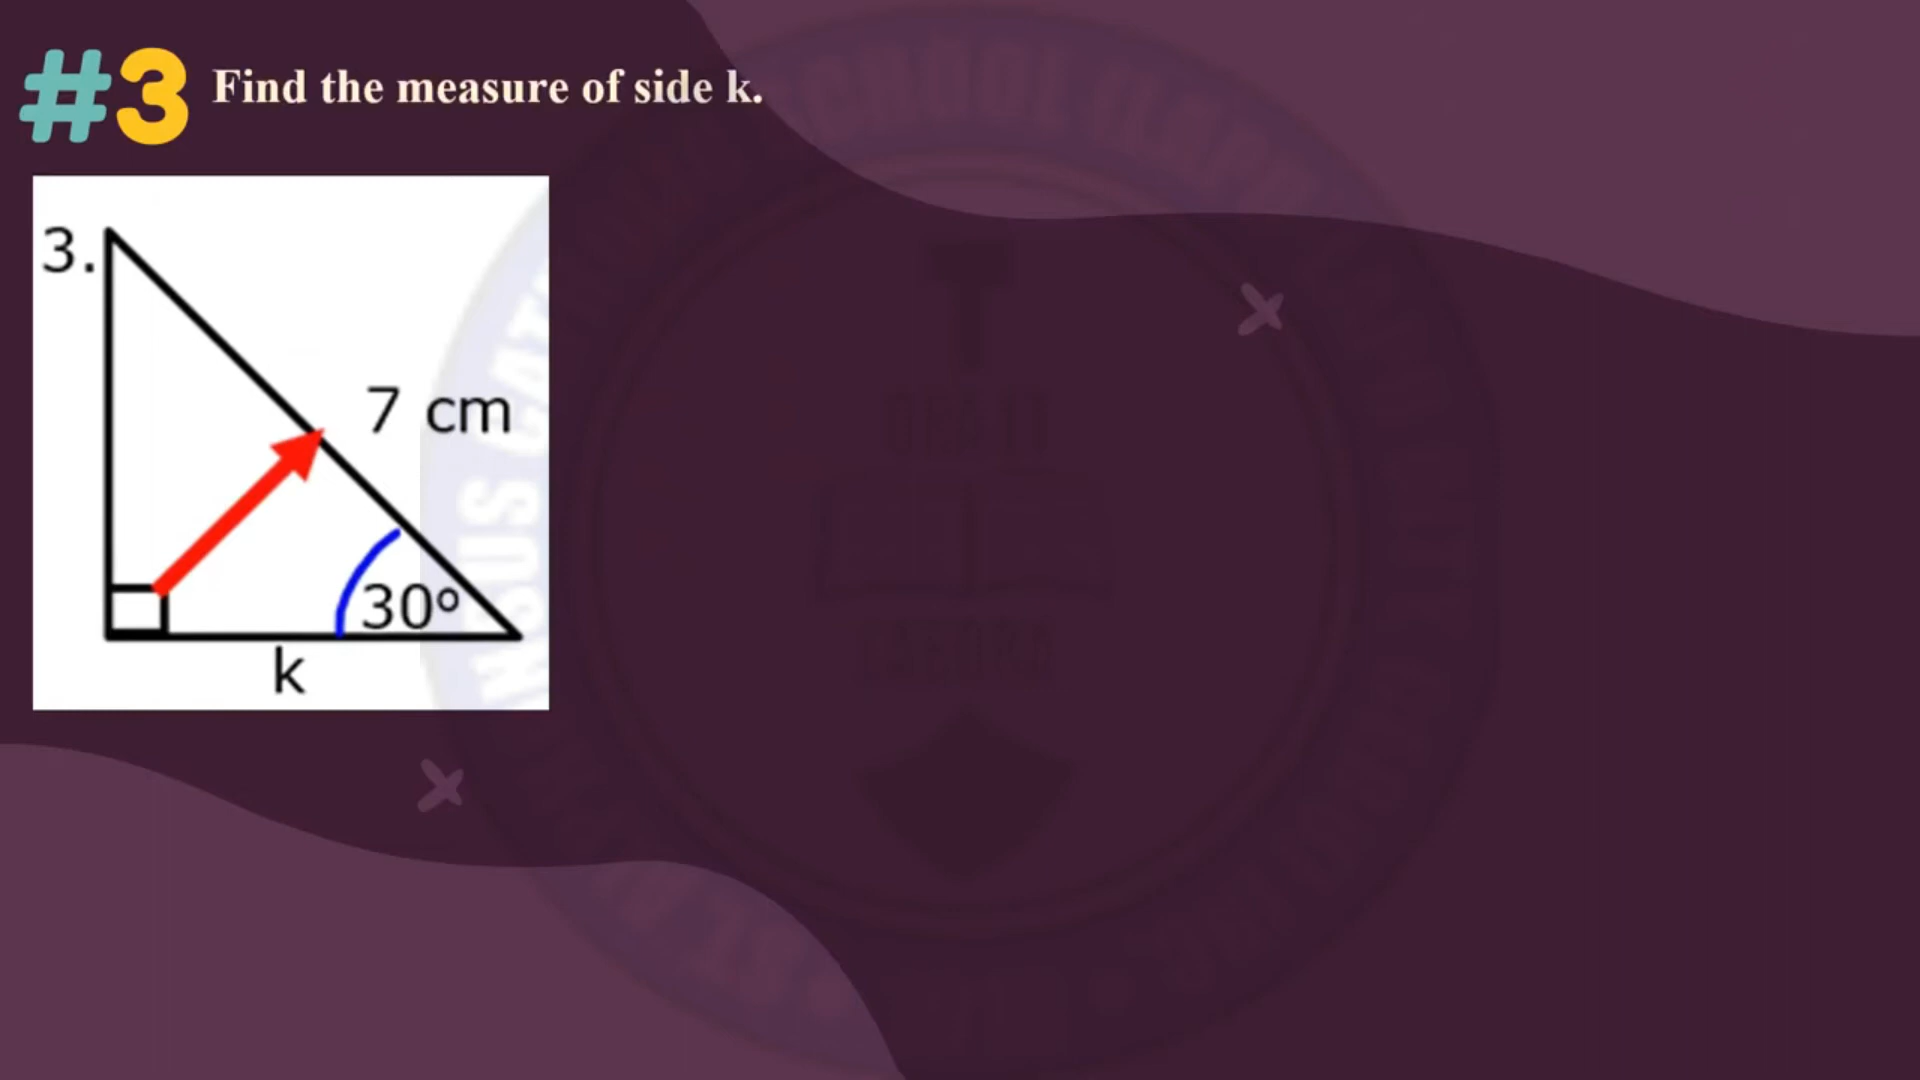 #3 Find the measure of side k.
3.
7 cm
30°
k